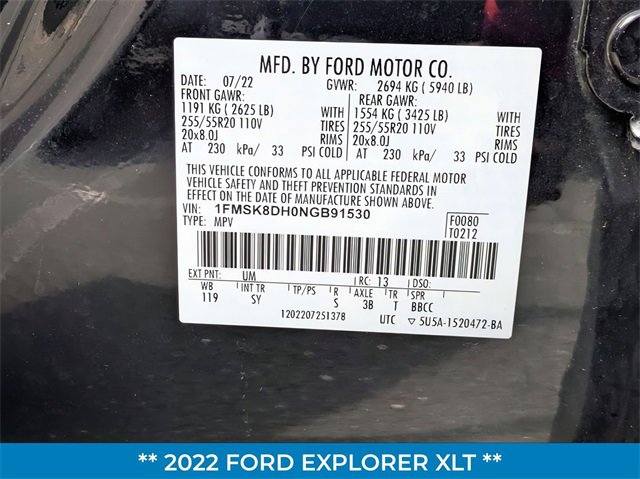 MFD. BY FORD MOTOR CO.
DATE: 07/22 GVWR: 2694 KG ( 5940 LB)
FRONT GAWR: REAR GAWR:
1191 KG ( 2625 LB) WITH 1554 KG ( 3425 LB) WITH
255/55R20 110V TIRES 255/55R20 110V TIRES
20x8.0J RIMS 20x8.0J RIMS
AT 230 kPa/ 33 PSI COLD AT 230 kPa/ 33 PSI COLD
THIS VEHICLE CONFORMS TO ALL APPLICABLE FEDERAL MOTOR
VEHICLE SAFETY AND THEFT PREVENTION STANDARDS IN
EFFECT ON THE DATE OF MANUFACTURE SHOWN ABOVE.
VIN: 1FMSK8DH0NGB91530 F0080
TYPE: MPV T0212
EXT PNT: UM RC: 13 DSO:
WB INT TR TP/PS R AXLE TR SPR
119 SY S 3B T BBCC
1202207251378 UTC ▽ 5U5A-1520472-BA
** 2022 FORD EXPLORER XLT **